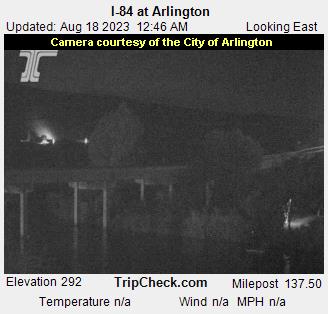 I-84 at Arlington
Updated: Aug 18 2023 12:46 AM Looking East
Camera courtesy of the City of Arlington
Elevation 292 TripCheck.com Milepost 137.50
Temperature n/a Wind n/a MPH n/a